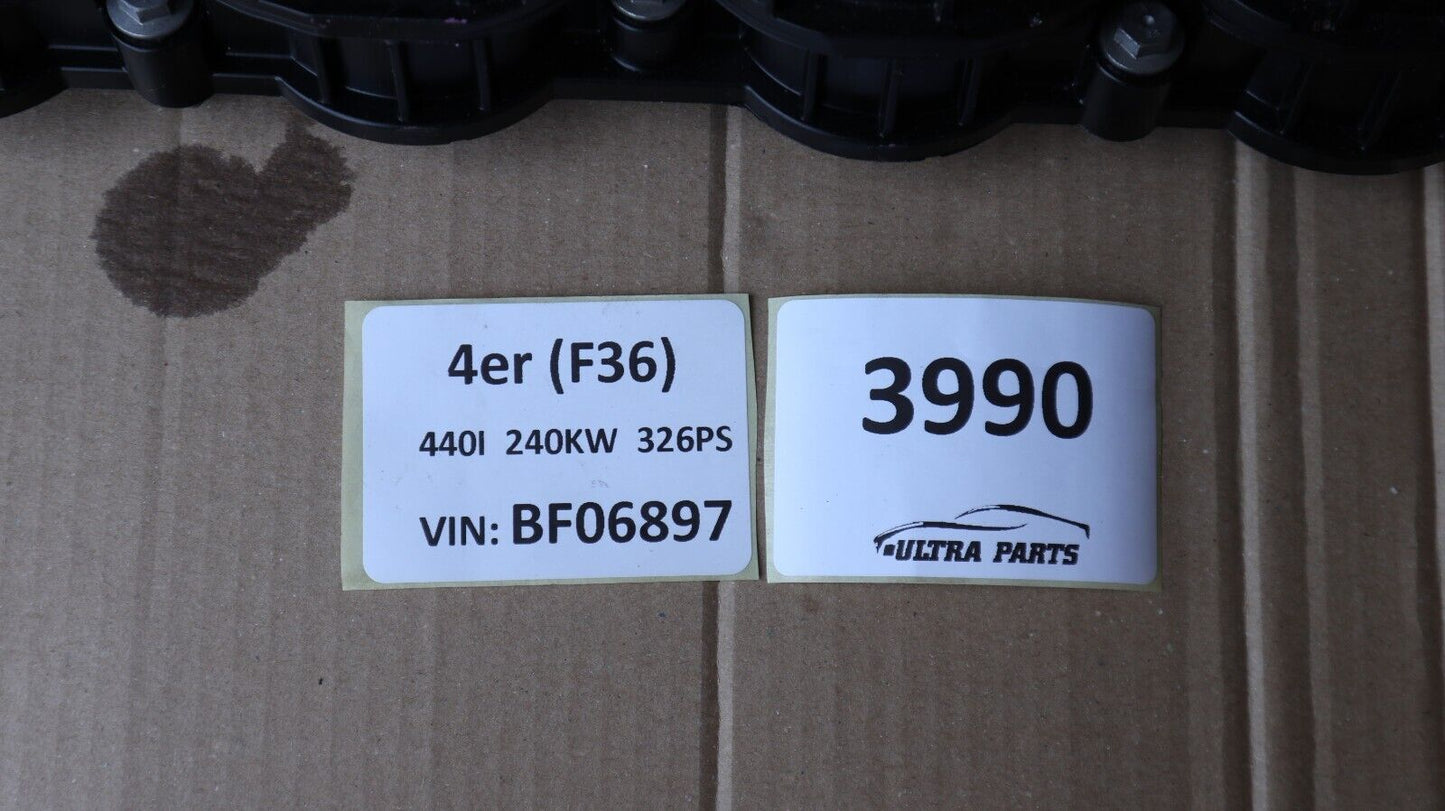 4er (F36)
440I 240KW 326PS
VIN: BF06897
3990
ULTRA PARTS